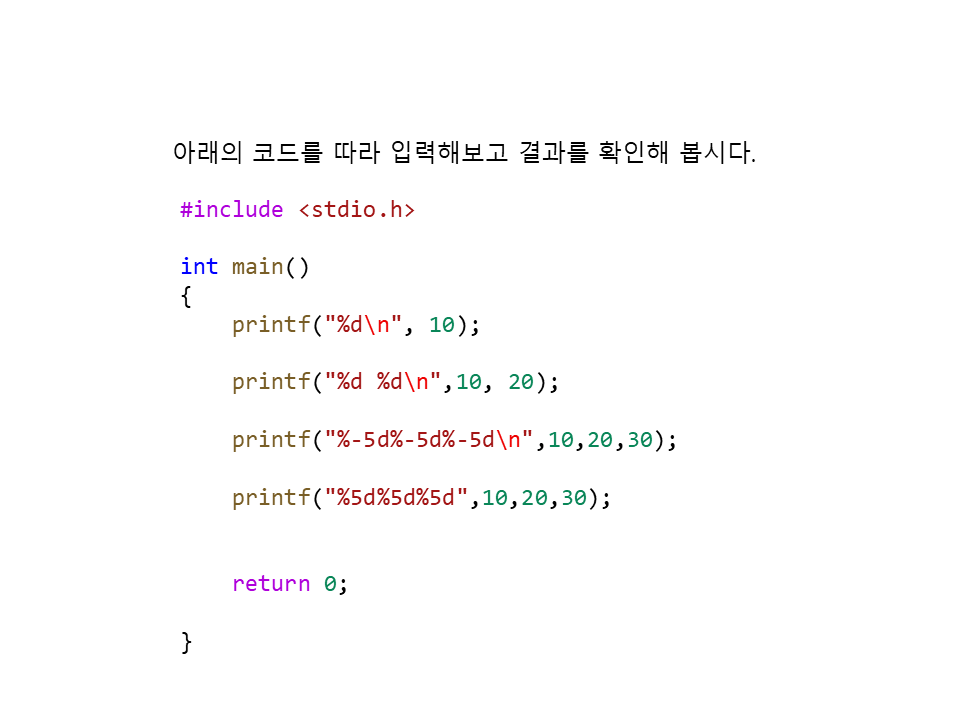 아래의 코드를 따라 입력해보고 결과를 확인해 봅시다.
#include <stdio.h>
int main()
{
    printf("%d\n", 10);
    printf("%d %d\n",10, 20);
    printf("%-5d%-5d%-5d\n",10,20,30);
    printf("%5d%5d%5d",10,20,30);
    return 0;
}